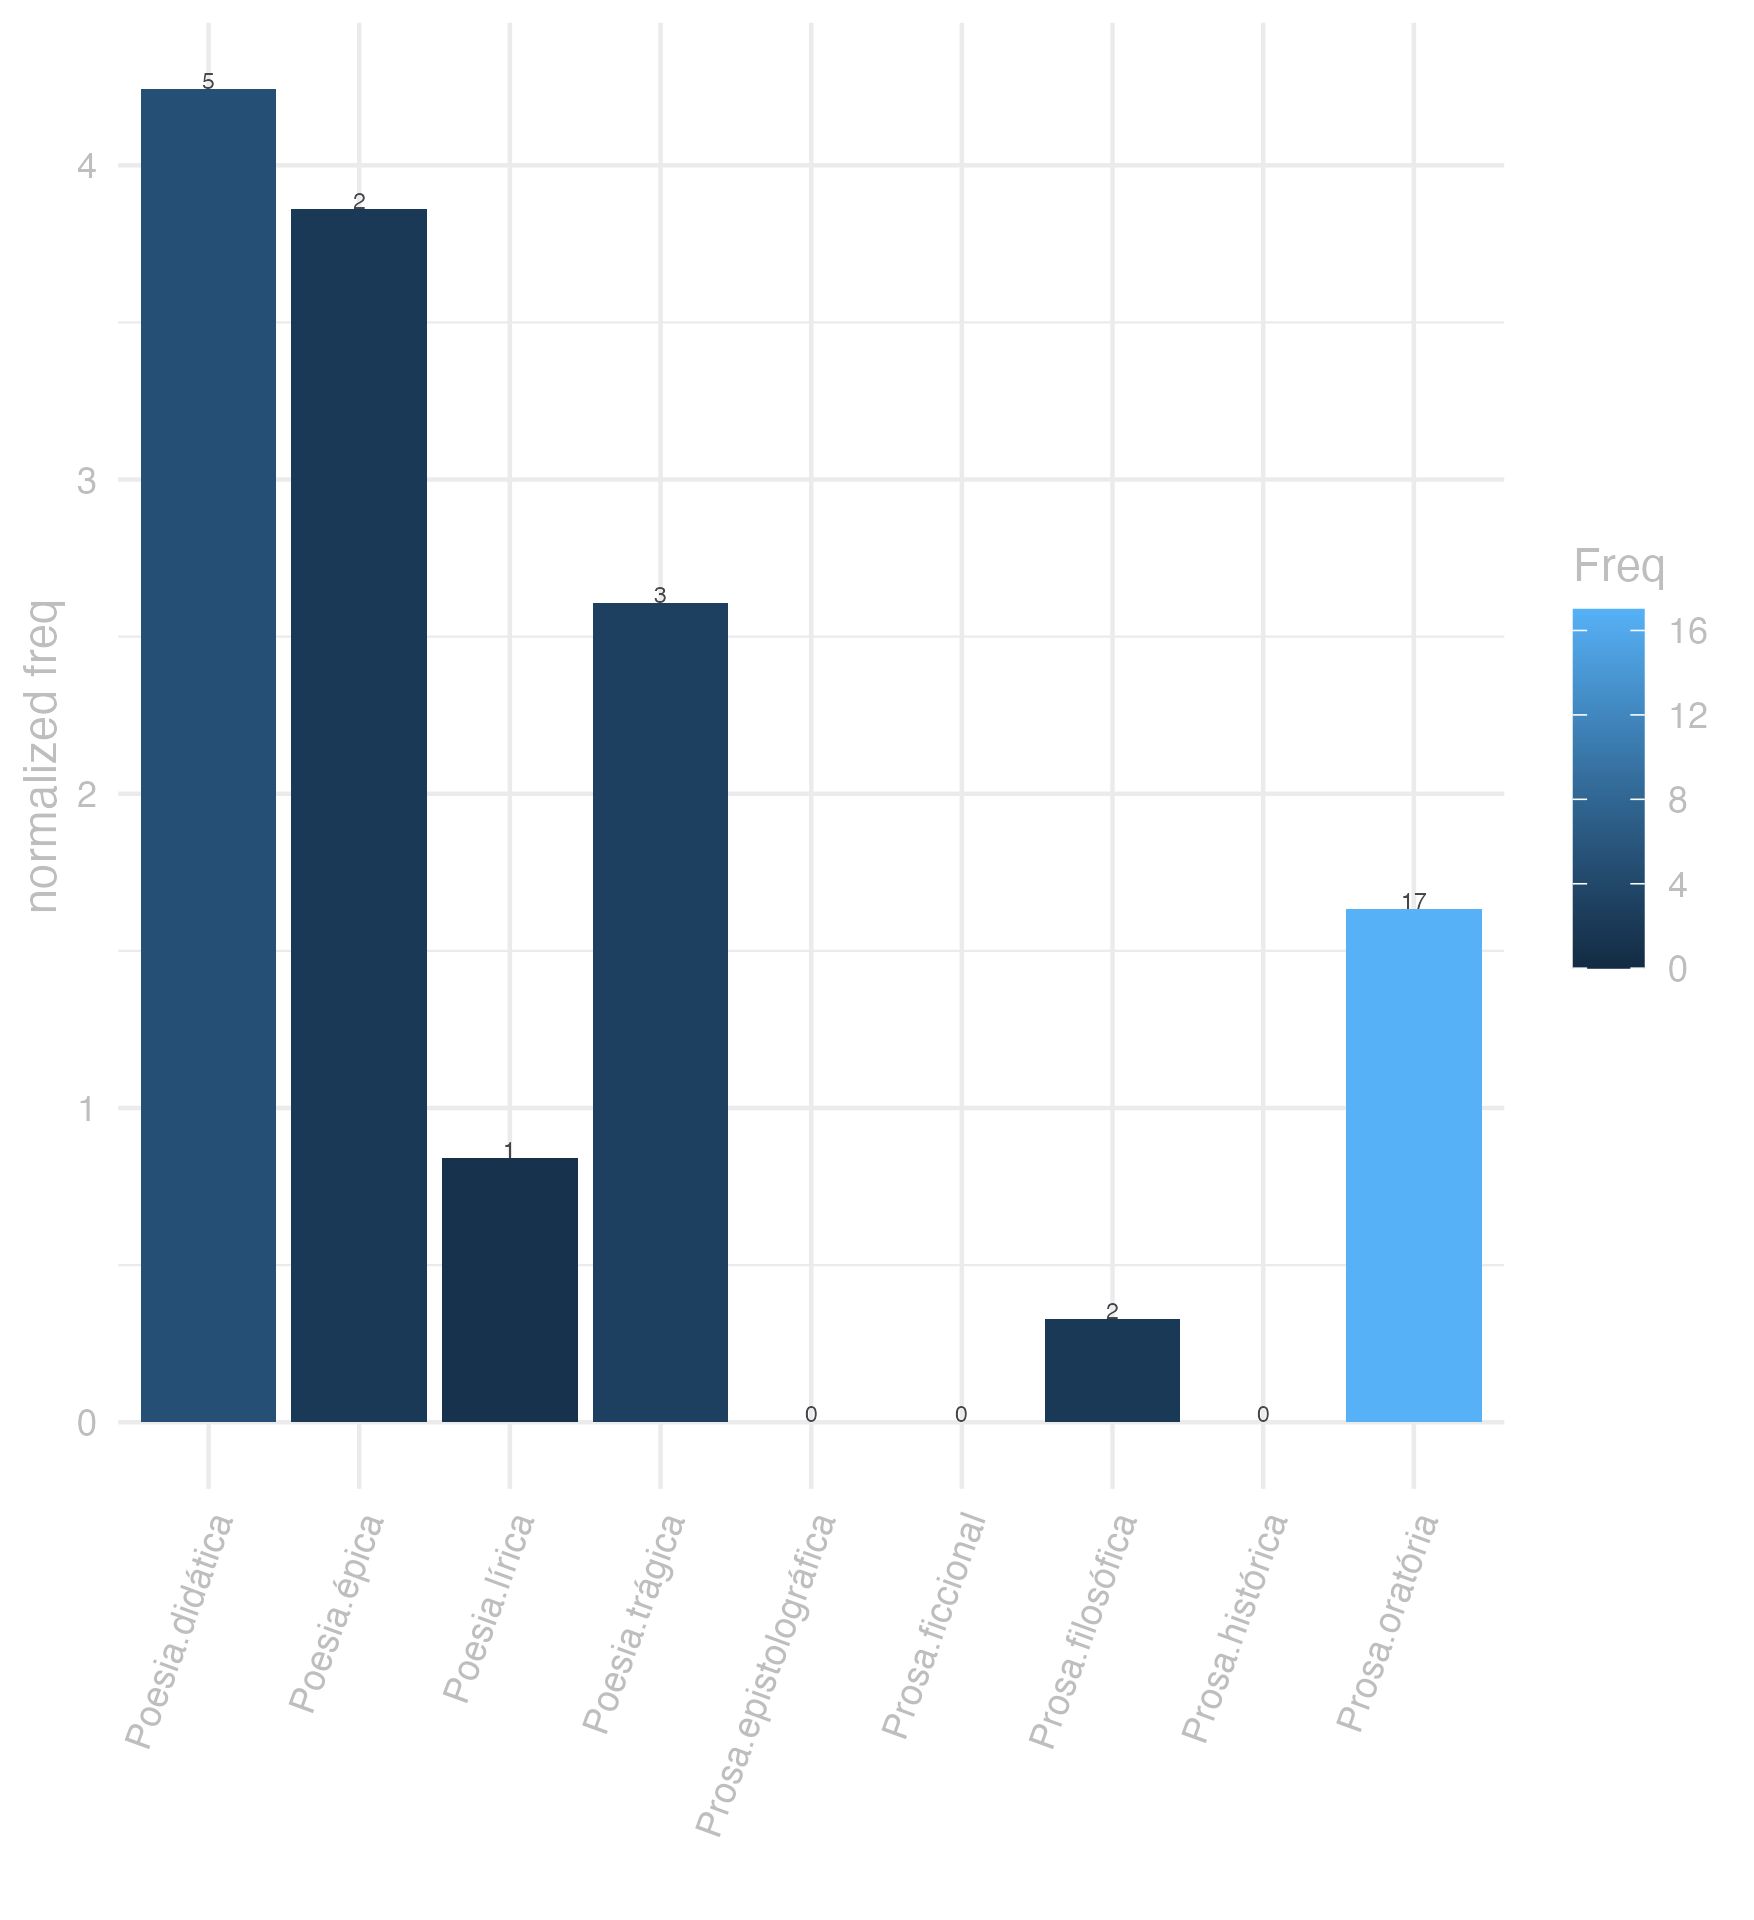 normalized freq
4
3
2
1
0
5
2
1
3
0
0
2
0
17
Poesia.didática
Poesia.épica
Poesia.lírica
Poesia.trágica
Prosa.epistolográfica
Prosa.ficcional
Prosa.filosófica
Prosa.histórica
Prosa.oratória
Freq
16
12
8
4
0